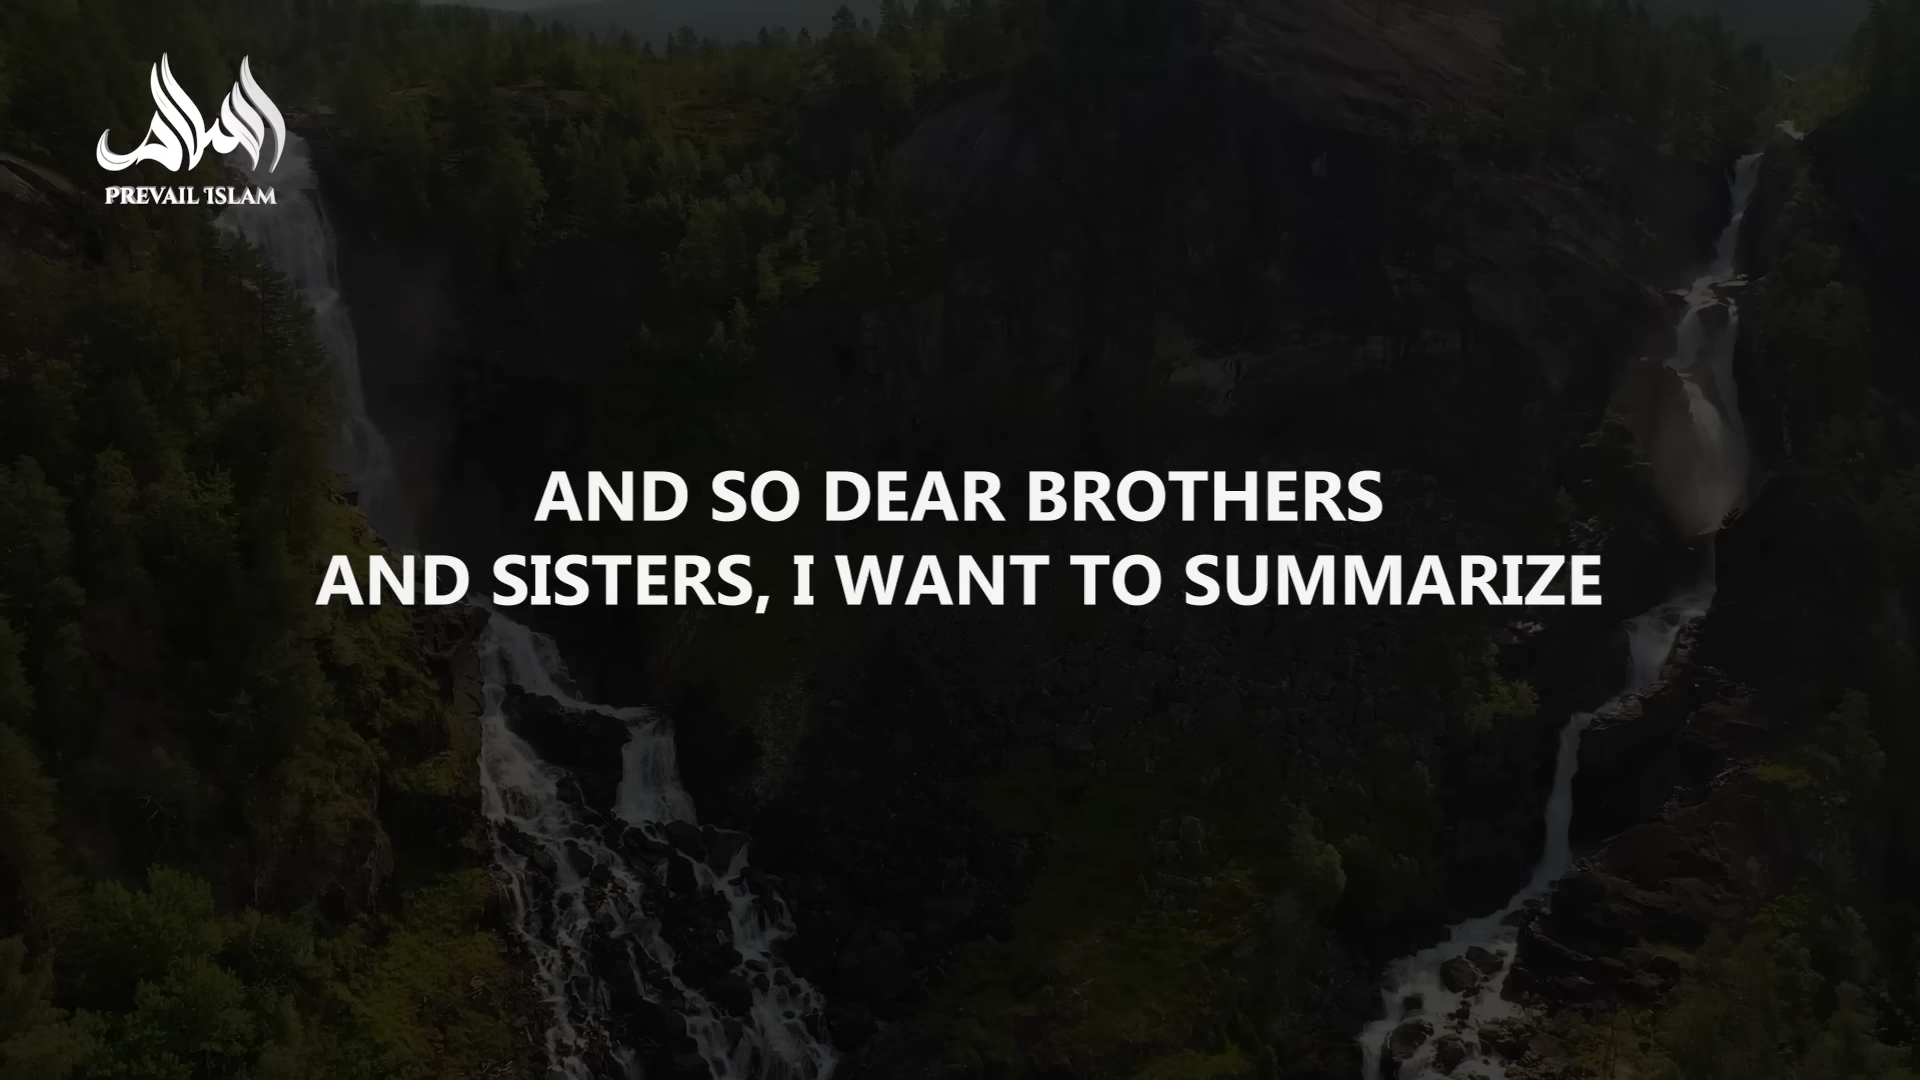 PREVAIL ISLAM
AND SO DEAR BROTHERS
AND SISTERS, I WANT TO SUMMARIZE